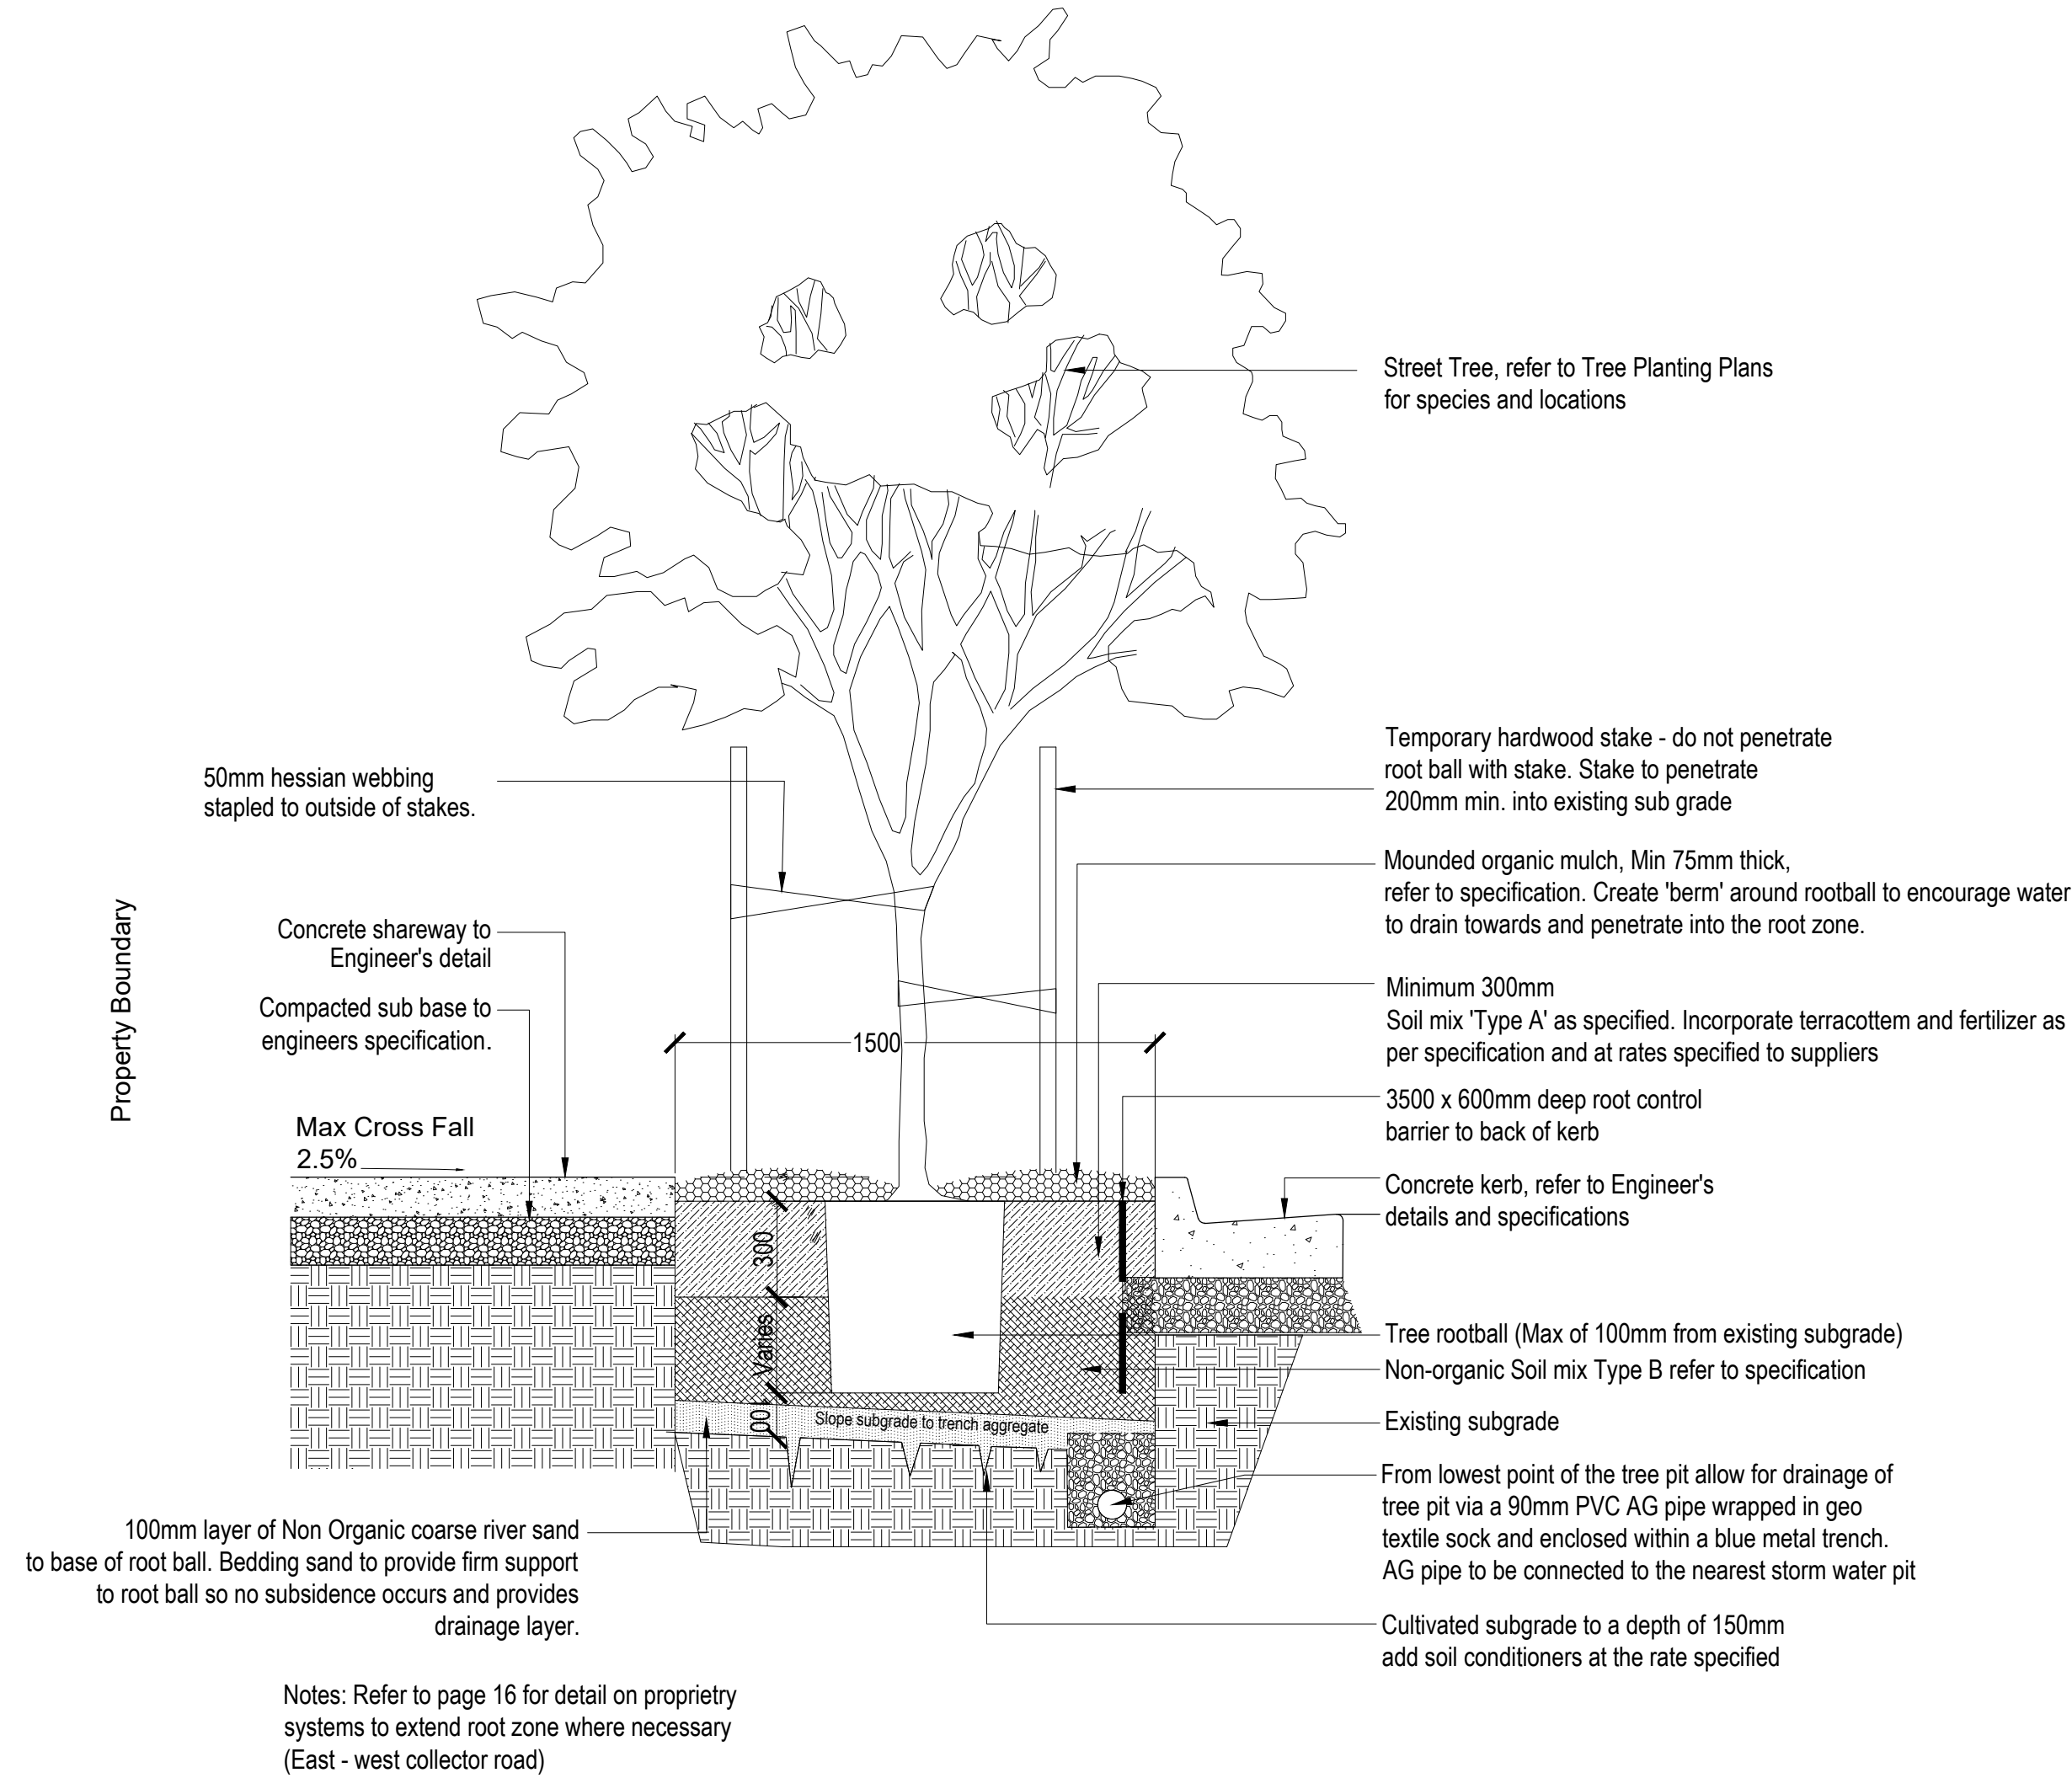 Street Tree, refer to Tree Planting Plans
for species and locations
50mm hessian webbing
stapled to outside of stakes.
Temporary hardwood stake - do not penetrate
root ball with stake. Stake to penetrate
200mm min. into existing sub grade
Mounded organic mulch, Min 75mm thick,
refer to specification. Create 'berm' around rootball to encourage water
to drain towards and penetrate into the root zone.
Property Boundary
Concrete shareway to
Engineer's detail
Compacted sub base to
engineers specification.
Minimum 300mm
Soil mix 'Type A' as specified. Incorporate terracottem and fertilizer as
per specification and at rates specified to suppliers
1500
3500 x 600mm deep root control
barrier to back of kerb
Max Cross Fall
2.5%
Concrete kerb, refer to Engineer's
details and specifications
300
Varies
100
Tree rootball (Max of 100mm from existing subgrade)
Non-organic Soil mix Type B refer to specification
Slope subgrade to trench aggregate
Existing subgrade
From lowest point of the tree pit allow for drainage of
tree pit via a 90mm PVC AG pipe wrapped in geo
textile sock and enclosed within a blue metal trench.
AG pipe to be connected to the nearest storm water pit
100mm layer of Non Organic coarse river sand
to base of root ball. Bedding sand to provide firm support
to root ball so no subsidence occurs and provides
drainage layer.
Cultivated subgrade to a depth of 150mm
add soil conditioners at the rate specified
Notes: Refer to page 16 for detail on proprietry
systems to extend root zone where necessary
(East - west collector road)